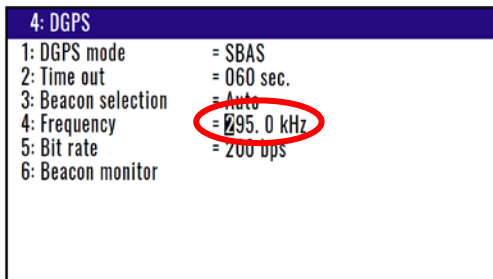 4: DGPS
1: DGPS mode = SBAS
2: Time out = 060 sec.
3: Beacon selection = Auto
4: Frequency = 295. 0 kHz
5: Bit rate = 200 bps
6: Beacon monitor